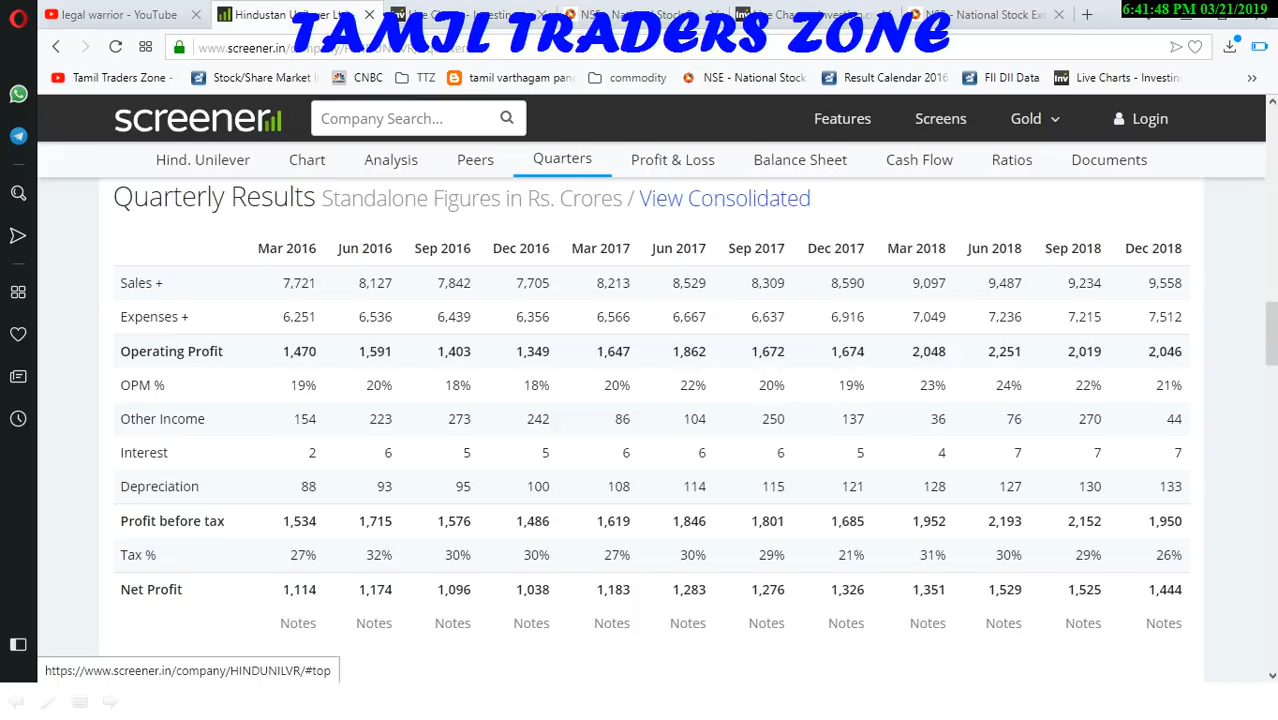 legal warrior - YouTube
Hindustan Unilever Ltd
NSE - National Stock Ex
6:41:48 PM 03/21/2019
TAMIL TRADERS ZONE
www.screener.in/company/
Tamil Traders Zone -
Stock/Share Market
CNBC
TTZ
tamil varthagam pang
commodity
NSE - National Stock
Result Calendar 2016
FII DII Data
Live Charts - Investin
screener
Company Search...
Features
Screens
Gold
Login
Hind. Unilever
Chart
Analysis
Peers
Quarters
Profit & Loss
Balance Sheet
Cash Flow
Ratios
Documents
Quarterly Results Standalone Figures in Rs. Crores / View Consolidated
Mar 2016 Jun 2016 Sep 2016 Dec 2016 Mar 2017 Jun 2017 Sep 2017 Dec 2017 Mar 2018 Jun 2018 Sep 2018 Dec 2018
Sales + 7,721 8,127 7,842 7,705 8,213 8,529 8,309 8,590 9,097 9,487 9,234 9,558
Expenses + 6,251 6,536 6,439 6,356 6,566 6,667 6,637 6,916 7,049 7,236 7,215 7,512
Operating Profit 1,470 1,591 1,403 1,349 1,647 1,862 1,672 1,674 2,048 2,251 2,019 2,046
OPM % 19% 20% 18% 18% 20% 22% 20% 19% 23% 24% 22% 21%
Other Income 154 223 273 242 86 104 250 137 36 76 270 44
Interest 2 6 5 5 6 6 6 5 4 7 7 7
Depreciation 88 93 95 100 108 114 115 121 128 127 130 133
Profit before tax 1,534 1,715 1,576 1,486 1,619 1,846 1,801 1,685 1,952 2,193 2,152 1,950
Tax % 27% 32% 30% 30% 27% 30% 29% 21% 31% 30% 29% 26%
Net Profit 1,114 1,174 1,096 1,038 1,183 1,283 1,276 1,326 1,351 1,529 1,525 1,444
Notes Notes Notes Notes Notes Notes Notes Notes Notes Notes Notes Notes
https://www.screener.in/company/HINDUNILVR/#top